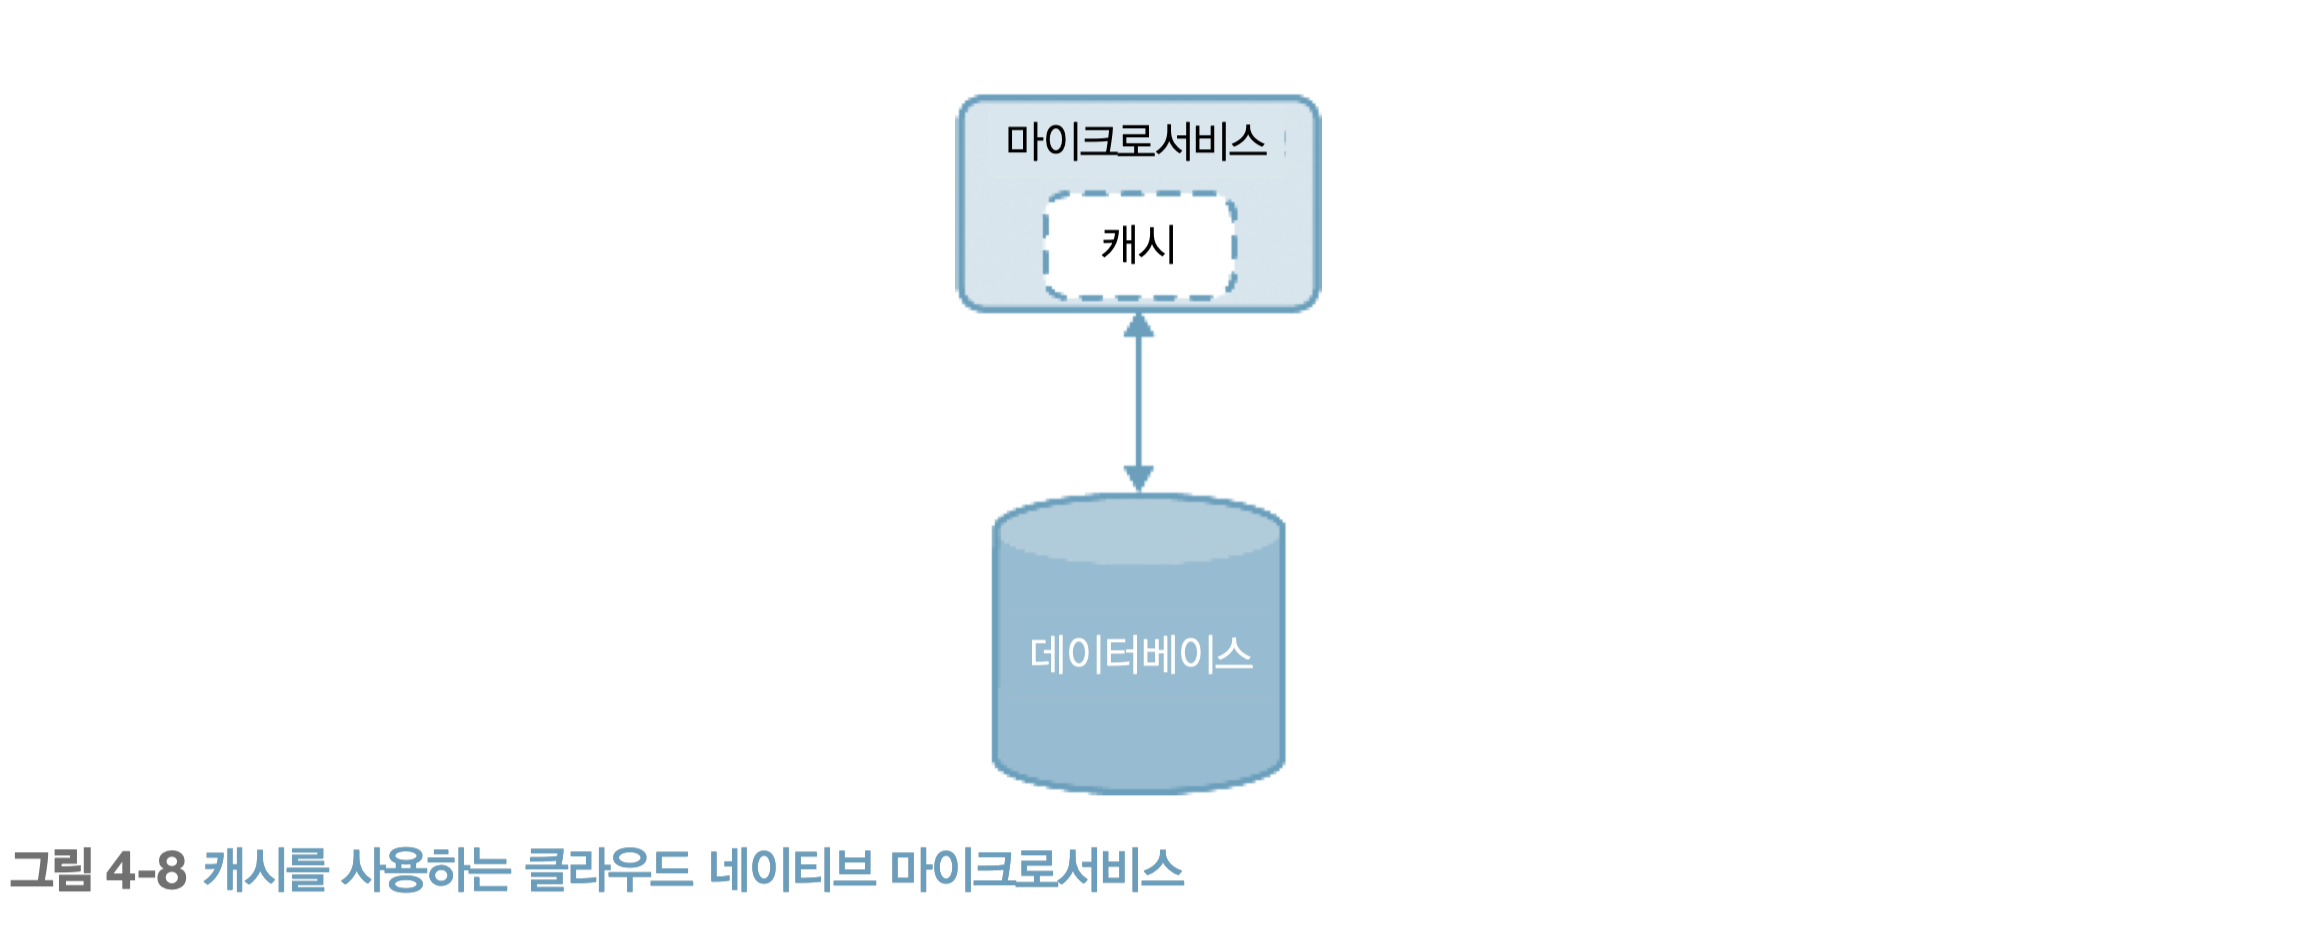 마이크로서비스
캐시
데이터베이스
그림 4-8 캐시를 사용하는 클라우드 네이티브 마이크로서비스